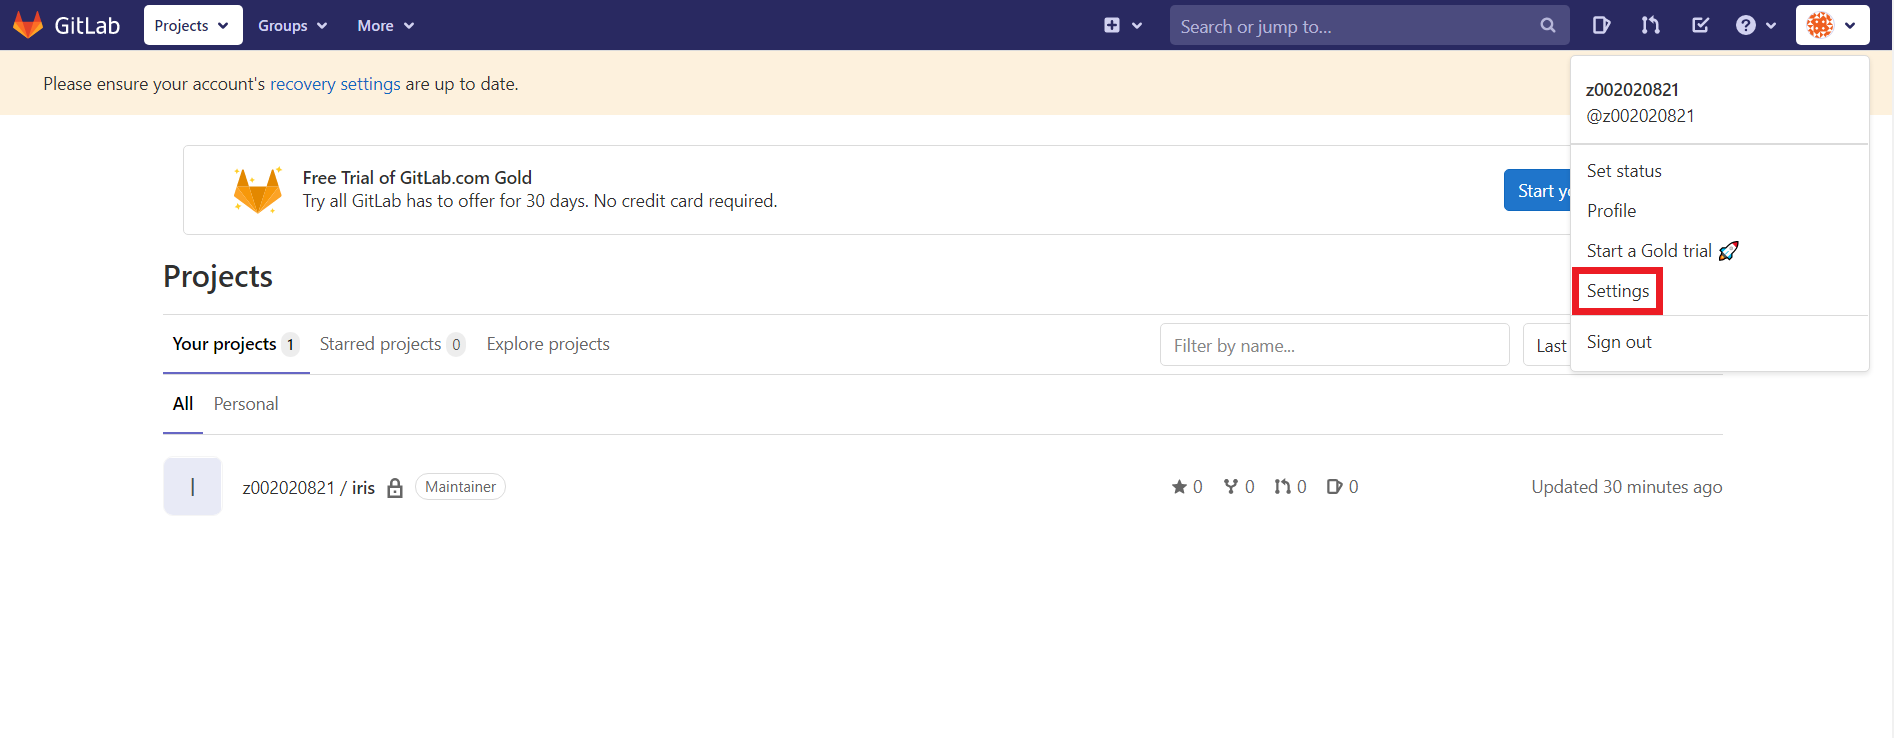 GitLab Projects Groups More Search or jump to...
Please ensure your account's recovery settings are up to date.
z002020821
@z002020821
Free Trial of GitLab.com Gold
Try all GitLab has to offer for 30 days. No credit card required.
Start
Set status
Profile
Start a Gold trial 🚀
Settings
Sign out
Projects
Your projects 1 Starred projects 0 Explore projects Filter by name... Last
All Personal
I z002020821 / iris Maintainer 0 0 0 0 Updated 30 minutes ago